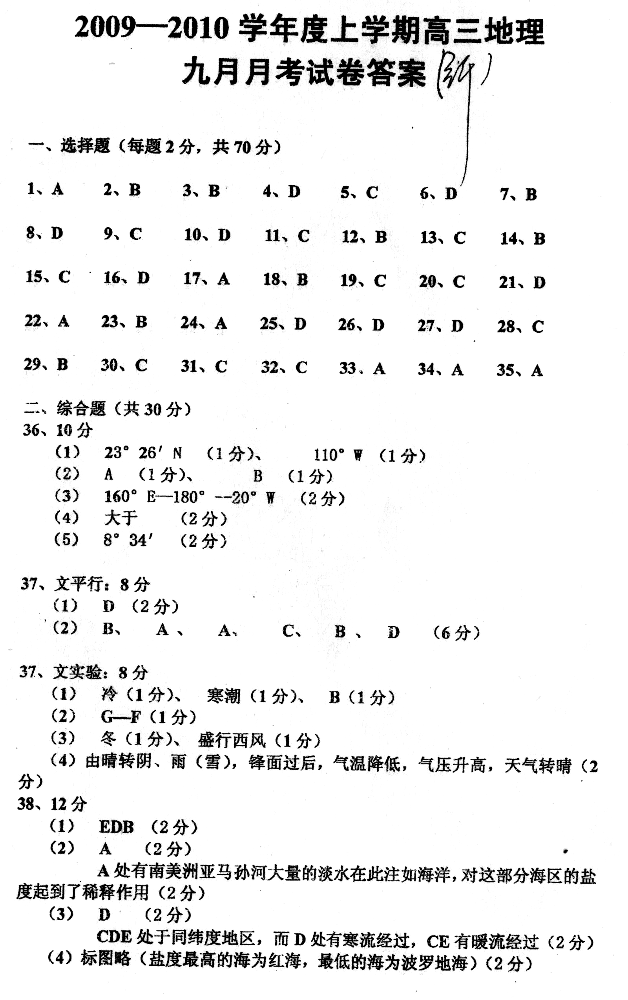 2009—2010 学年度上学期高三地理
九月月考试卷答案
一、选择题（每题 2 分，共 70 分）
1、A 2、B 3、B 4、D 5、C 6、D 7、B
8、D 9、C 10、D 11、C 12、B 13、C 14、B
15、C 16、D 17、A 18、B 19、C 20、C 21、D
22、A 23、B 24、A 25、D 26、D 27、D 28、C
29、B 30、C 31、C 32、C 33、A 34、A 35、A
二、综合题（共 30 分）
36、10 分
（1） 23° 26′ N （1 分）、 110° W （1 分）
（2） A （1 分）、 B （1 分）
（3） 160° E—180° --20° W （2 分）
（4） 大于 （2 分）
（5） 8° 34′ （2 分）
37、文平行：8 分
（1） D （2 分）
（2） B、 A 、 A、 C、 B 、 D （6 分）
37、文实验：8 分
（1） 冷（1 分）、 寒潮（1 分）、 B（1 分）
（2） G—F（1 分）
（3） 冬（1 分）、 盛行西风（1 分）
（4）由晴转阴、雨（雪），锋面过后，气温降低，气压升高，天气转晴（2
分）
38、12 分
（1） EDB （2 分）
（2） A （2 分）
A 处有南美洲亚马孙河大量的淡水在此注如海洋，对这部分海区的盐
度起到了稀释作用（2 分）
（3） D （2 分）
CDE 处于同纬度地区，而 D 处有寒流经过，CE 有暖流经过（2 分）
（4）标图略（盐度最高的海为红海，最低的海为波罗地海）（2 分）